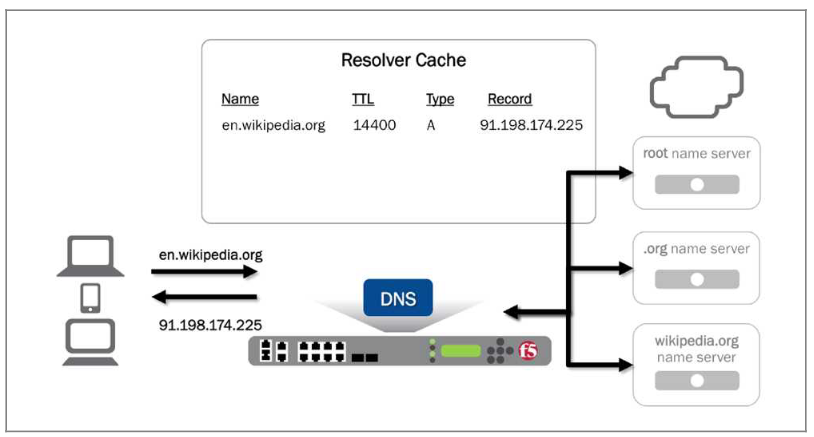 Resolver Cache
Name TTL Type Record
en.wikipedia.org 14400 A 91.198.174.225
root name server
.org name server
wikipedia.org
name server
en.wikipedia.org
91.198.174.225
DNS
f5